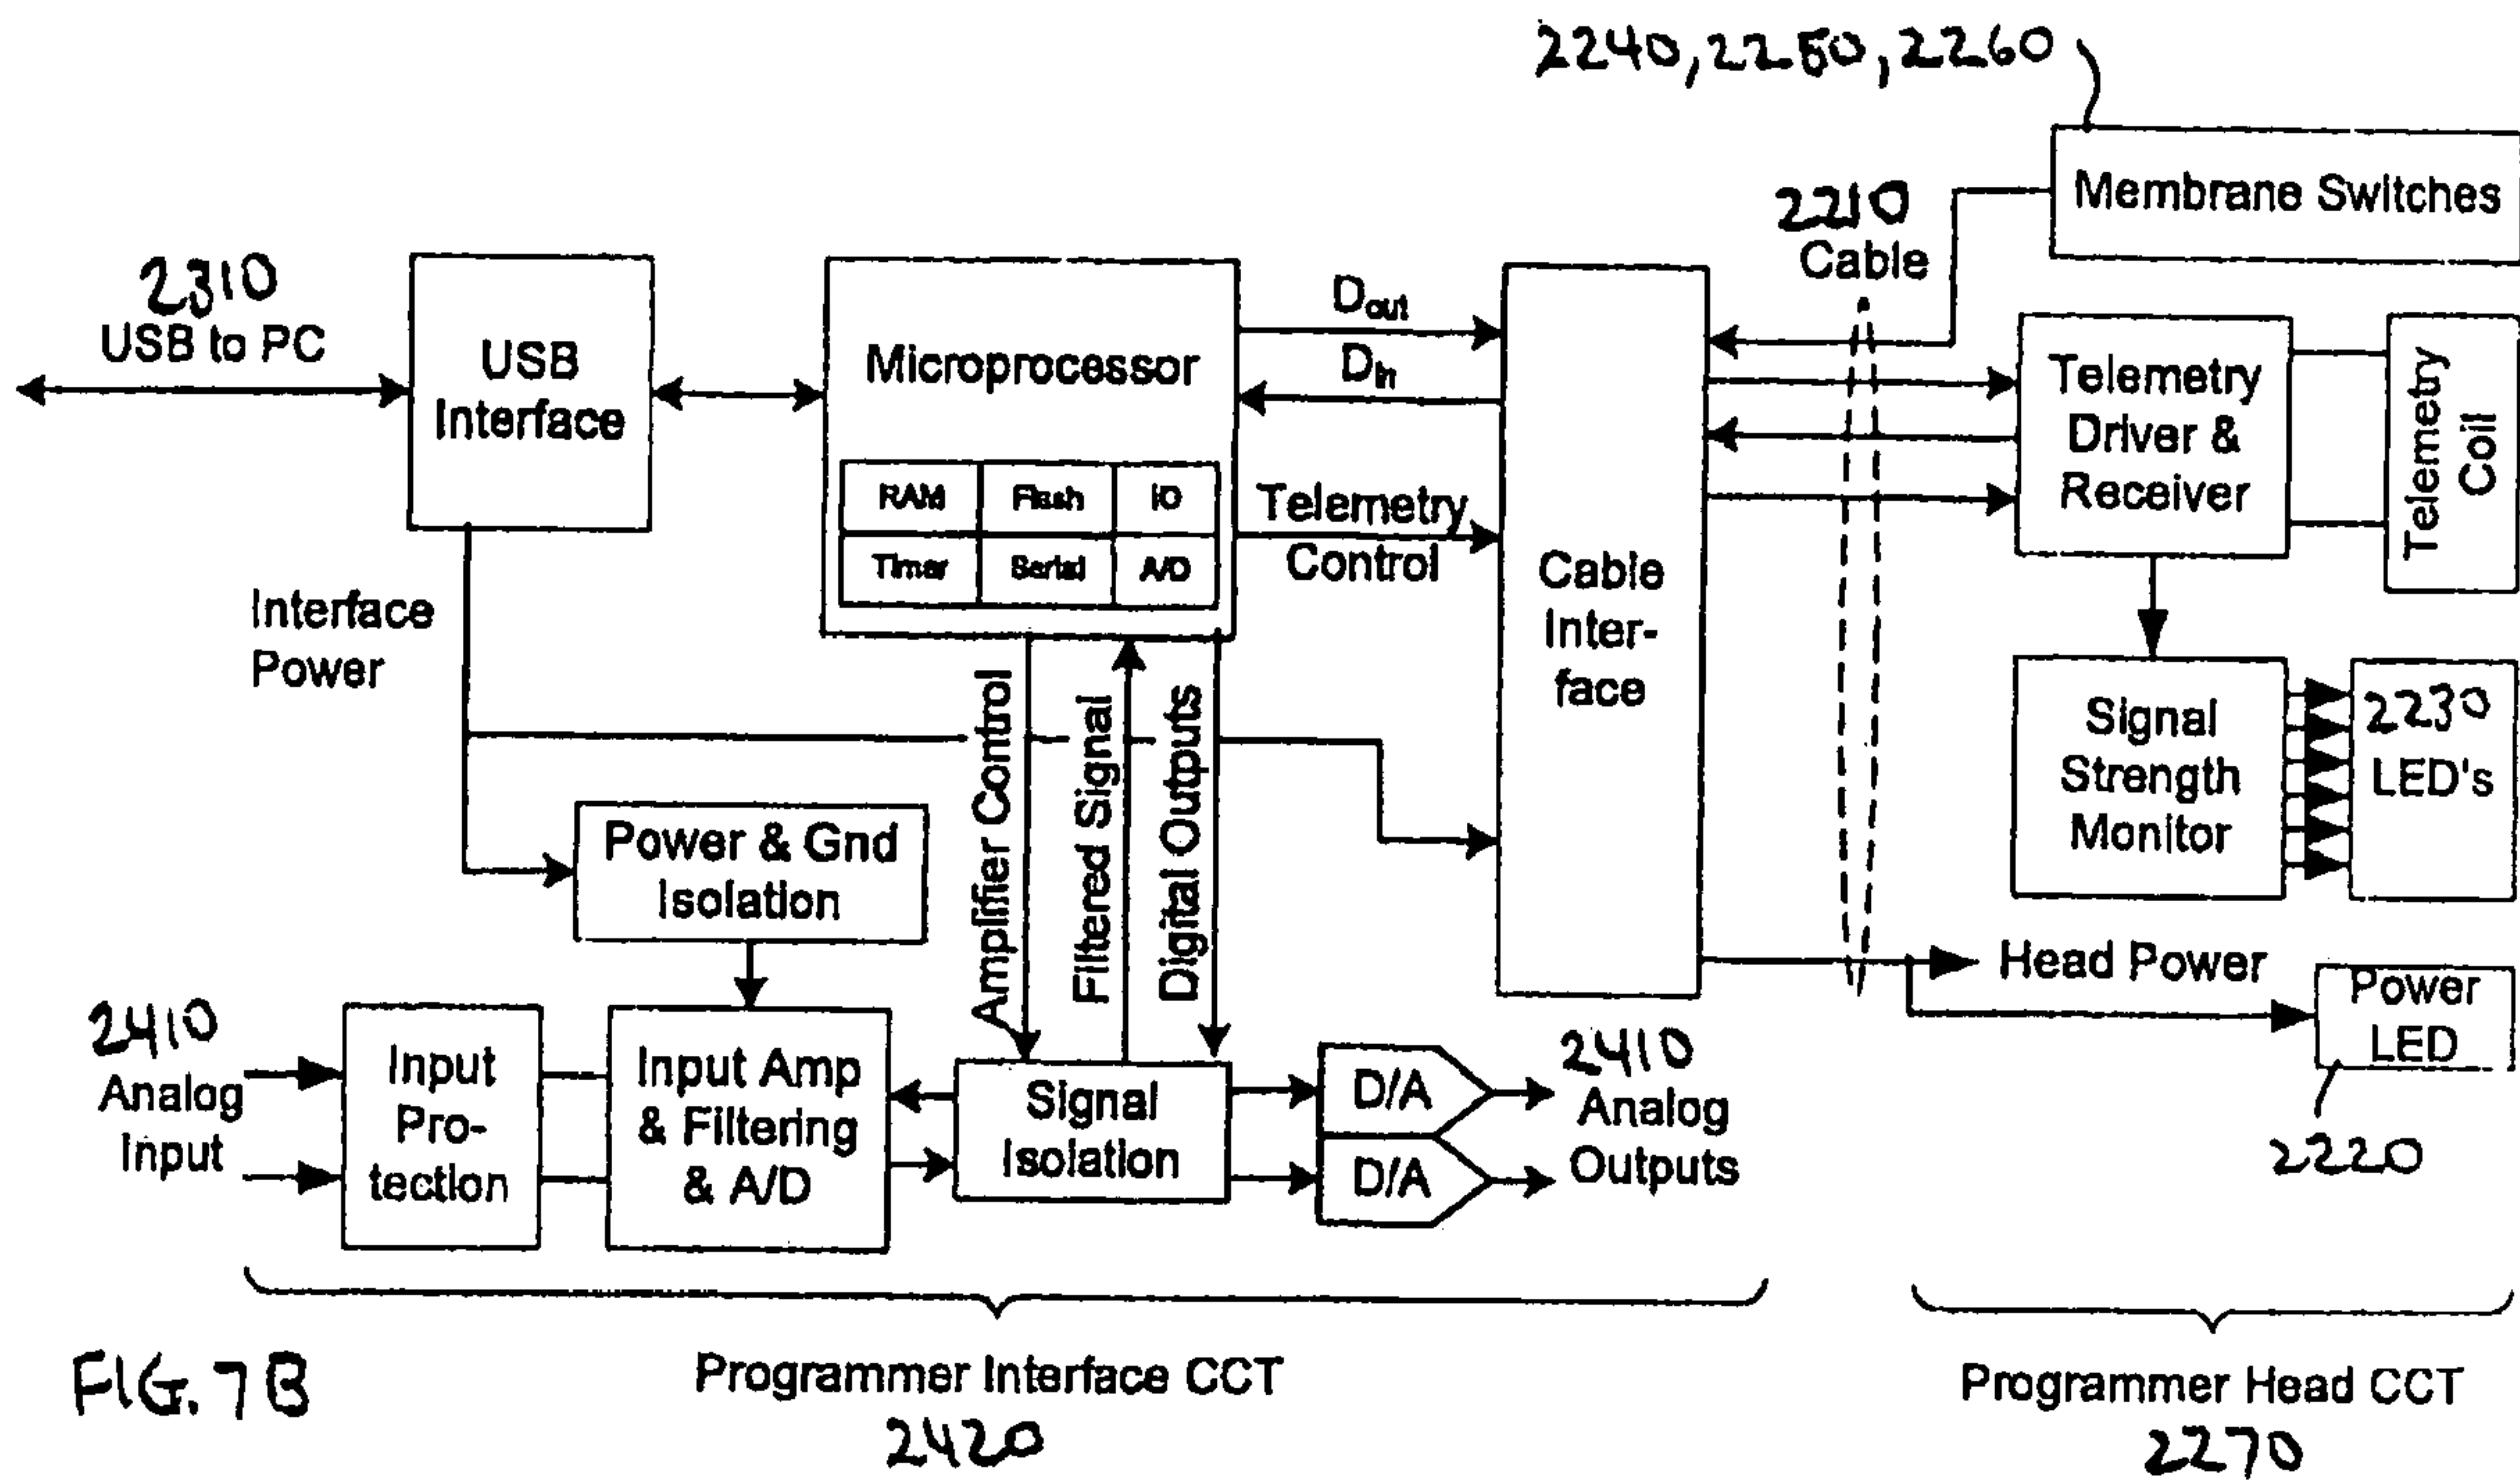 2240, 2250, 2260
Membrane Switches
2210
Cable
2310
USB to PC
USB
Interface
Microprocessor
RAM
Flash
IO
Timer
Serial
A/D
Dout
Din
Telemetry
Control
Cable
Inter-
face
Telemetry
Driver &
Receiver
Telemetry
Coil
Interface
Power
Amplifier Control
Filtered Signal
Digital Outputs
Signal
Strength
Monitor
2230
LED's
Power & Gnd
Isolation
Head Power
Power
LED
2220
2410
Analog
Input
Input
Pro-
tection
Input Amp
& Filtering
& A/D
Signal
Isolation
D/A
D/A
2410
Analog
Outputs
Programmer Interface CCT
2420
Programmer Head CCT
2270
FIG. 7B